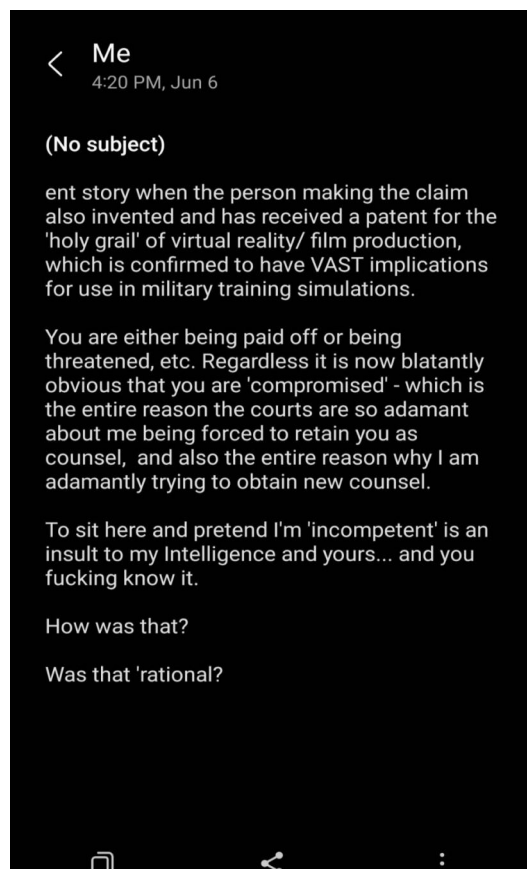 Me
4:20 PM, Jun 6
(No subject)
ent story when the person making the claim
also invented and has received a patent for the
'holy grail' of virtual reality/ film production,
which is confirmed to have VAST implications
for use in military training simulations.
You are either being paid off or being
threatened, etc. Regardless it is now blatantly
obvious that you are 'compromised' - which is
the entire reason the courts are so adamant
about me being forced to retain you as
counsel,  and also the entire reason why I am
adamantly trying to obtain new counsel.
To sit here and pretend I'm 'incompetent' is an
insult to my Intelligence and yours... and you
fucking know it.
How was that?
Was that 'rational?